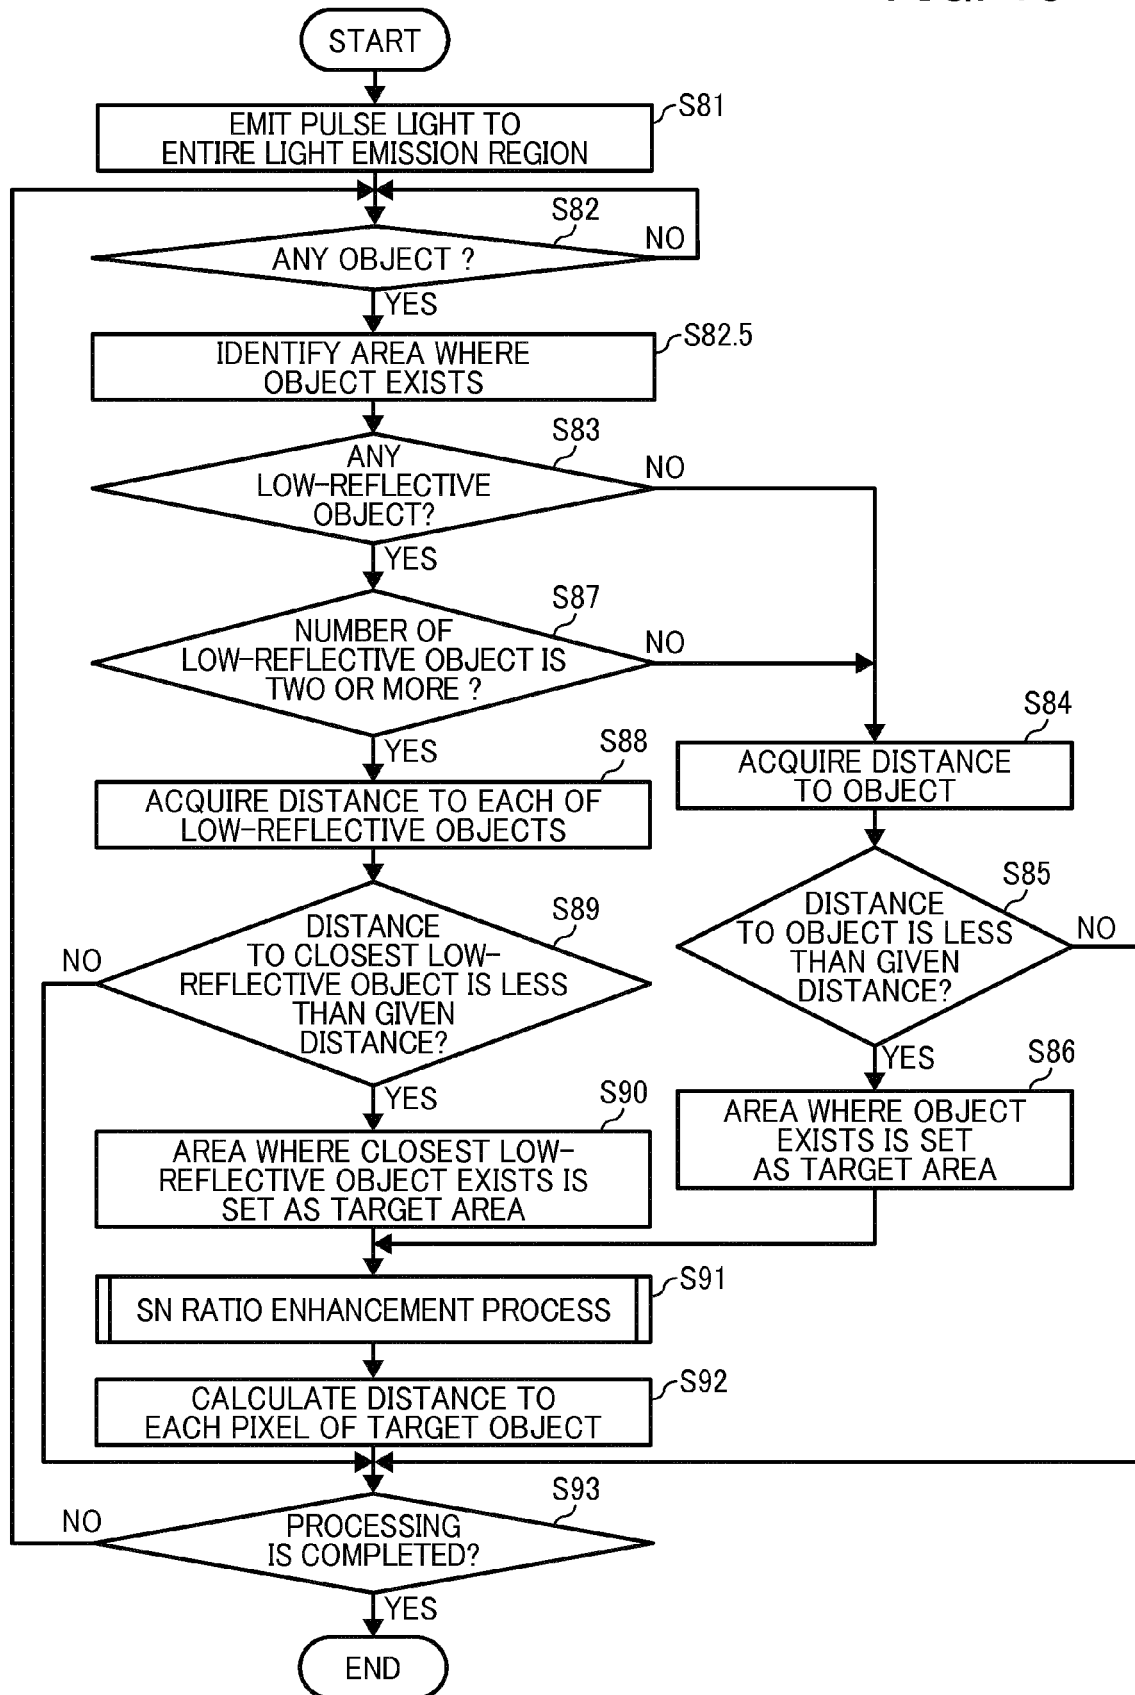 START
S81
EMIT PULSE LIGHT TO
ENTIRE LIGHT EMISSION REGION
S82
ANY OBJECT ?
NO
YES
S82.5
IDENTIFY AREA WHERE
OBJECT EXISTS
S83
ANY
LOW-REFLECTIVE
OBJECT?
NO
YES
S87
NUMBER OF
LOW-REFLECTIVE OBJECT IS
TWO OR MORE ?
NO
YES
S88
ACQUIRE DISTANCE TO EACH OF
LOW-REFLECTIVE OBJECTS
S84
ACQUIRE DISTANCE
TO OBJECT
S89
DISTANCE
TO CLOSEST LOW-
REFLECTIVE OBJECT IS LESS
THAN GIVEN
DISTANCE?
NO
YES
S85
DISTANCE
TO OBJECT IS LESS
THAN GIVEN
DISTANCE?
NO
YES
S90
AREA WHERE CLOSEST LOW-
REFLECTIVE OBJECT EXISTS IS
SET AS TARGET AREA
S86
AREA WHERE OBJECT
EXISTS IS SET
AS TARGET AREA
S91
SN RATIO ENHANCEMENT PROCESS
S92
CALCULATE DISTANCE TO
EACH PIXEL OF TARGET OBJECT
S93
PROCESSING
IS COMPLETED?
NO
YES
END